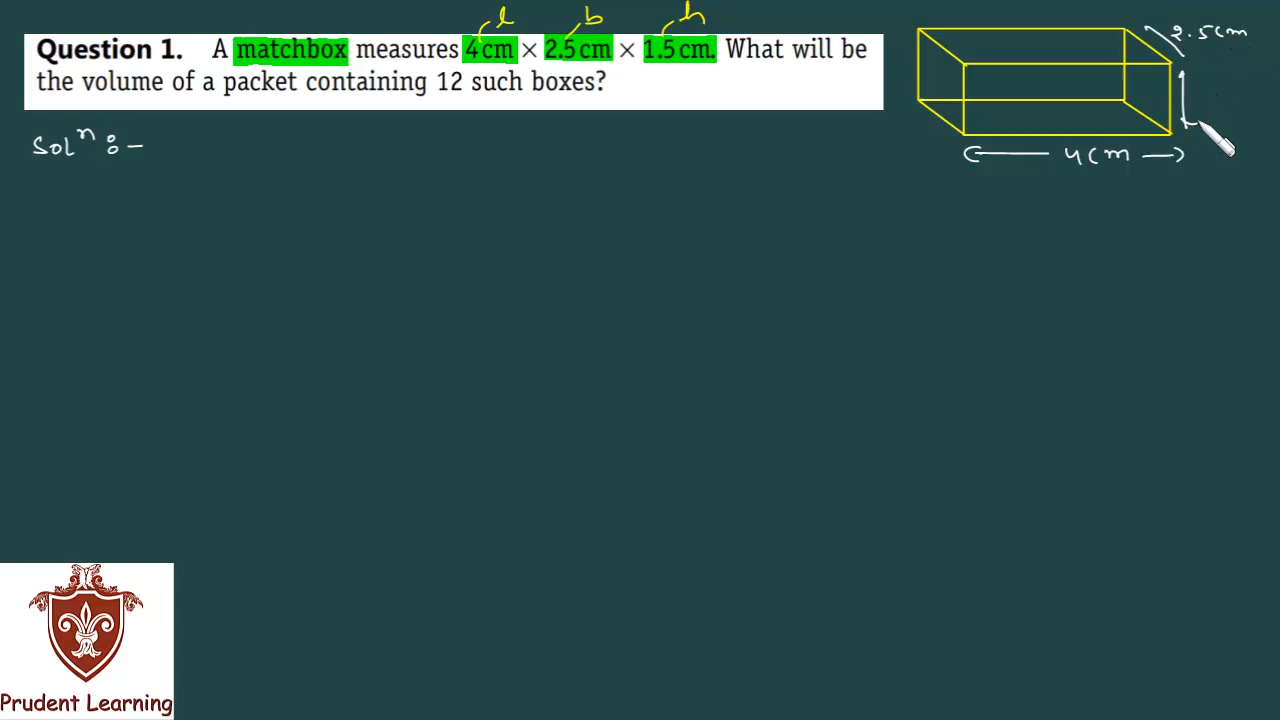 l b h
Question 1. A matchbox measures 4 cm × 2.5 cm × 1.5 cm. What will be
the volume of a packet containing 12 such boxes?
2.5cm
Solⁿ :-
4cm
Prudent Learning